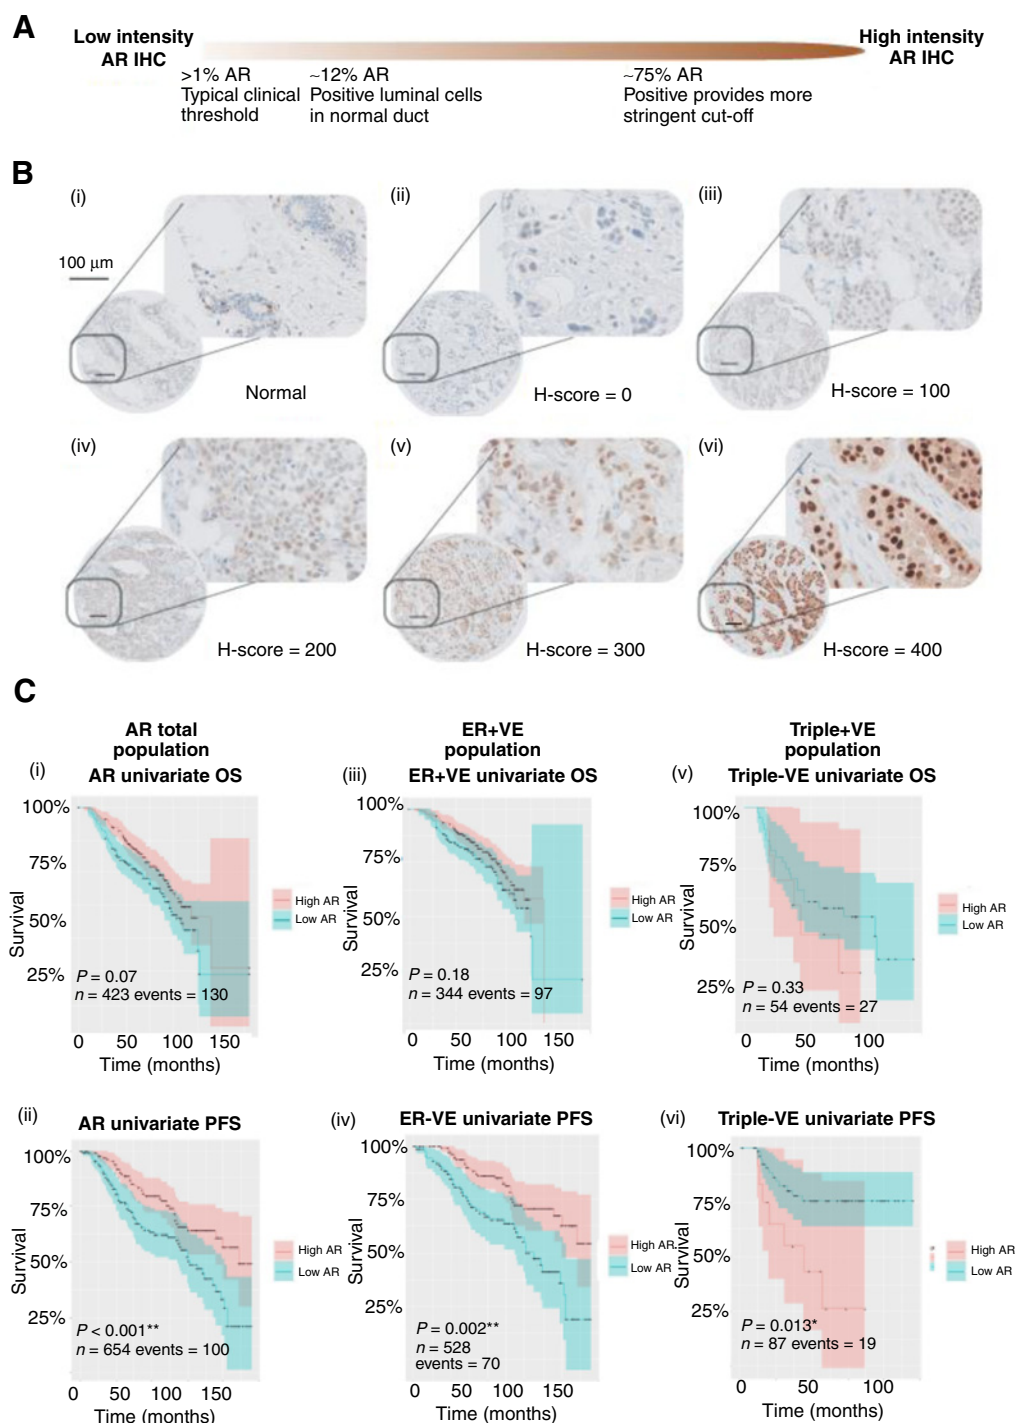 A
Low intensity
AR IHC
High intensity
AR IHC
>1% AR
Typical clinical
threshold
~12% AR
Positive luminal cells
in normal duct
~75% AR
Positive provides more
stringent cut-off
B
(i)
100 μm
Normal
(ii)
H-score = 0
(iii)
H-score = 100
(iv)
H-score = 200
(v)
H-score = 300
(vi)
H-score = 400
C
AR total
population
(i)
AR univariate OS
100%
75%
50%
25%
Survival
P = 0.07
n = 423 events = 130
0 50 100 150
Time (months)
High AR
Low AR
ER+VE
population
(iii)
ER+VE univariate OS
100%
75%
50%
25%
Survival
P = 0.18
n = 344 events = 97
0 50 100 150
Time (months)
High AR
Low AR
Triple+VE
population
(v)
Triple-VE univariate OS
100%
75%
50%
25%
Survival
P = 0.33
n = 54 events = 27
0 50 100
Time (months)
High AR
Low AR
(ii)
AR univariate PFS
100%
75%
50%
25%
Survival
P < 0.001**
n = 654 events = 100
0 50 100 150
Time (months)
High AR
Low AR
(iv)
ER-VE univariate PFS
100%
75%
50%
25%
Survival
P = 0.002**
n = 528
events = 70
0 50 100 150
Time (months)
High AR
Low AR
(vi)
Triple-VE univariate PFS
100%
75%
50%
25%
Survival
P = 0.013*
n = 87 events = 19
0 50 100
Time (months)
High AR
Low AR